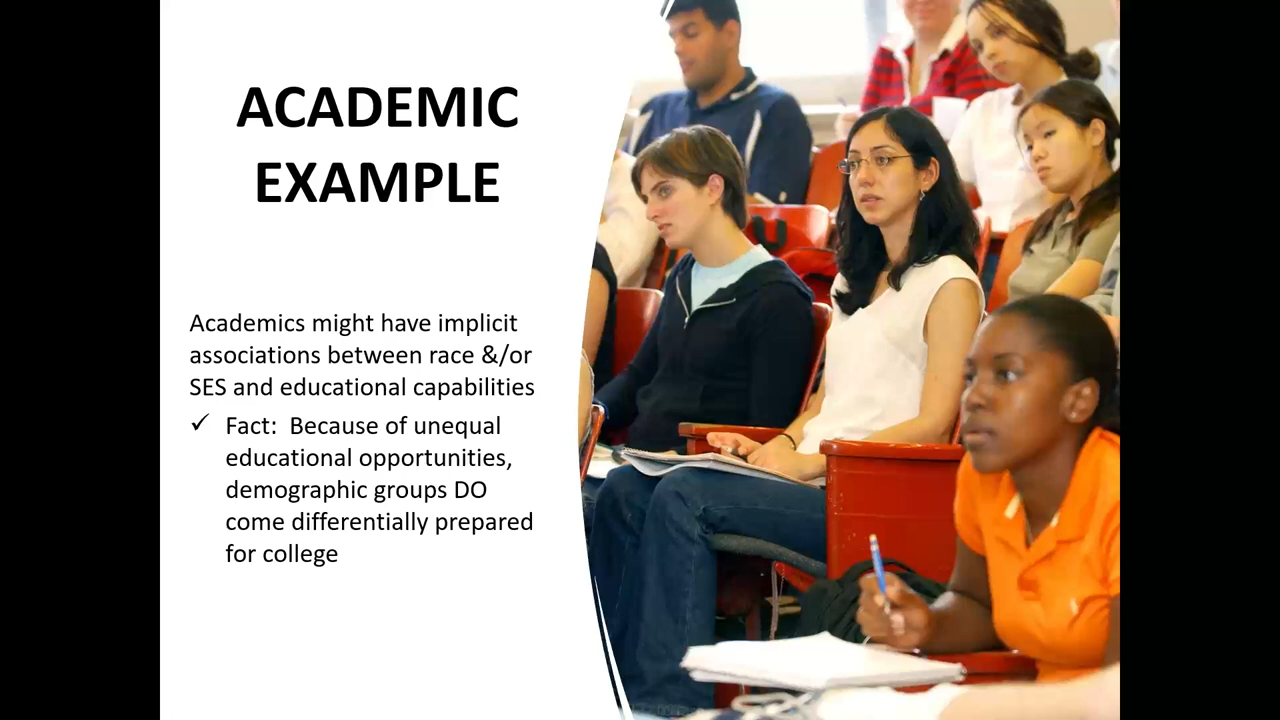 ACADEMIC
EXAMPLE
Academics might have implicit
associations between race &/or
SES and educational capabilities
✓ Fact:  Because of unequal
educational opportunities,
demographic groups DO
come differentially prepared
for college